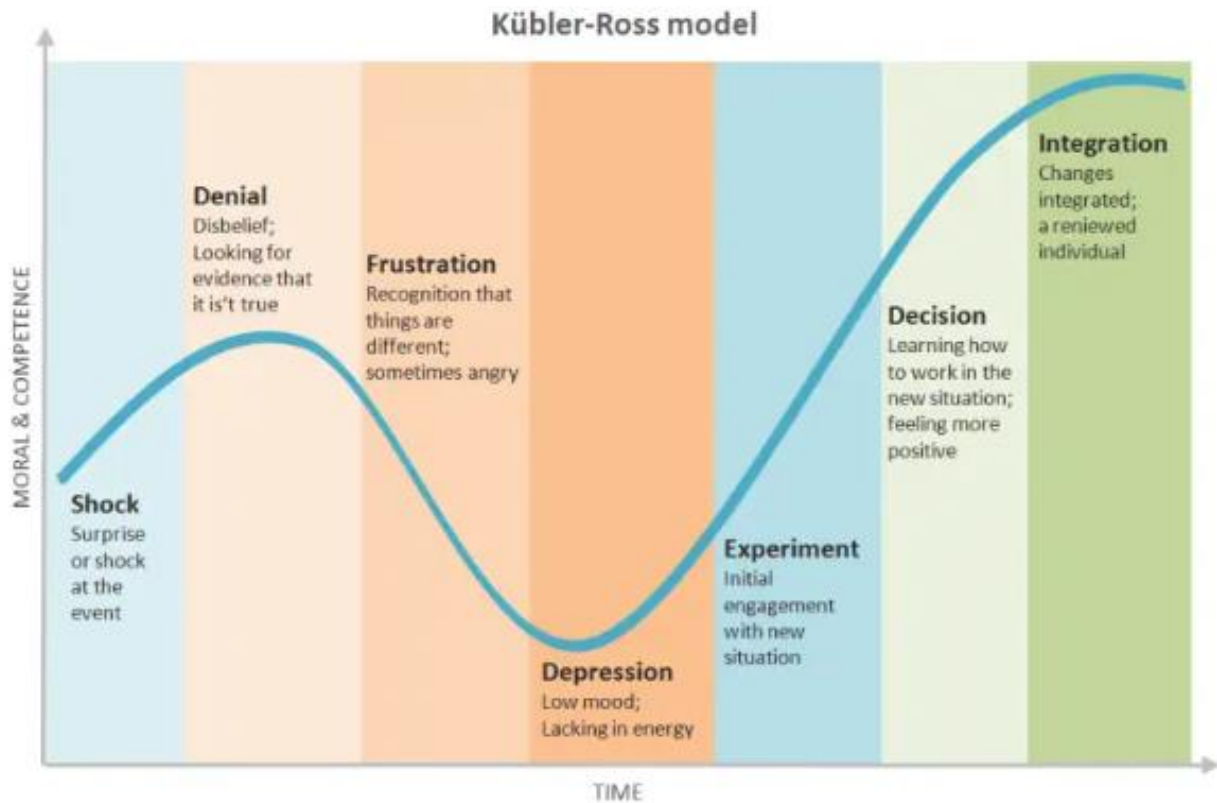 Kübler-Ross model
MORAL & COMPETENCE
Shock
Surprise
or shock
at the
event
Denial
Disbelief;
Looking for
evidence that
it is't true
Frustration
Recognition that
things are
different;
sometimes angry
Depression
Low mood;
Lacking in energy
Experiment
Initial
engagement
with new
situation
Decision
Learning how
to work in the
new situation;
feeling more
positive
Integration
Changes
integrated;
a reniewed
individual
TIME